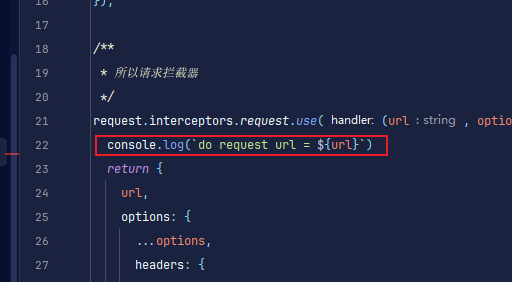 16 });
17
18 /**
19 * 所以请求拦截器
20 */
21 request.interceptors.request.use( handler: (url : string , optio
22 console.log(`do request url = ${url}`)
23 return {
24 url,
25 options: {
26 ...options,
27 headers: {